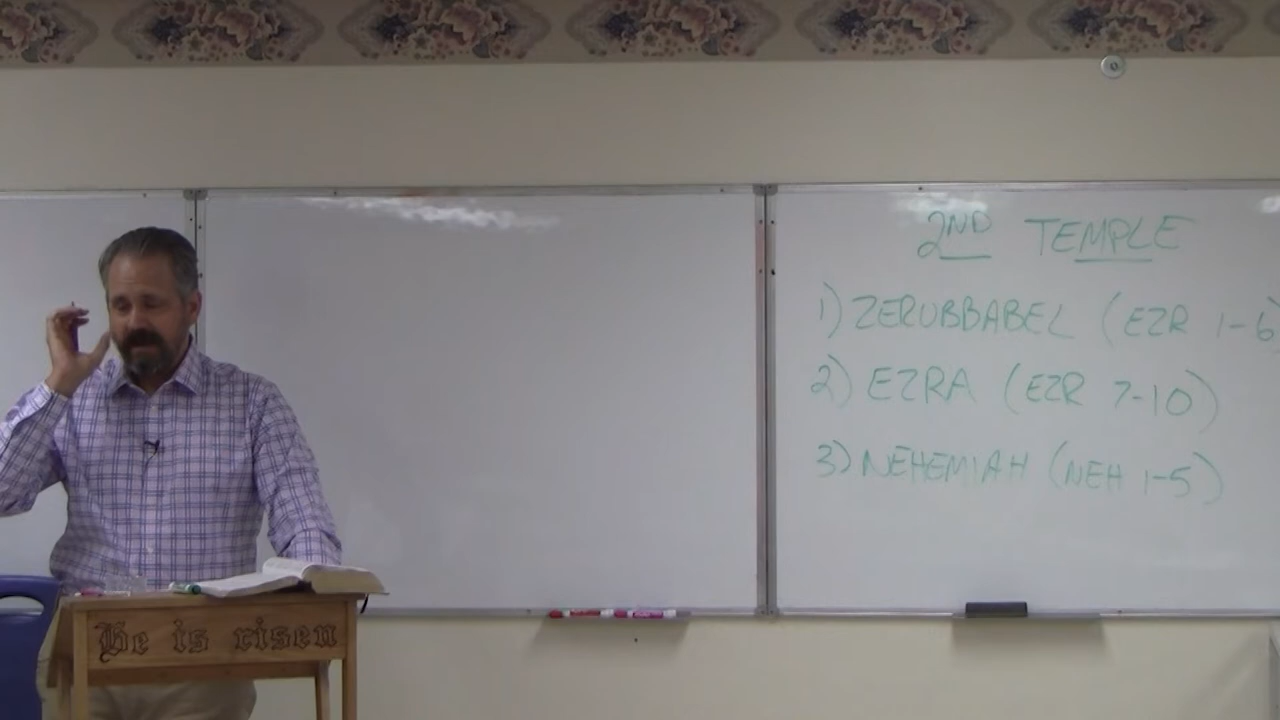 2ND TEMPLE
1) ZERUBBABEL (EZR 1-6)
2) EZRA (EZR 7-10)
3) NEHEMIAH (NEH 1-5)
He is risen